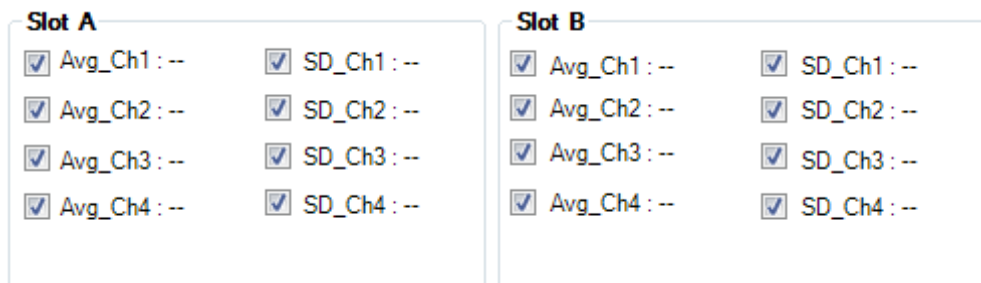 Slot A
Avg_Ch1 : -- SD_Ch1 : --
Avg_Ch2 : -- SD_Ch2 : --
Avg_Ch3 : -- SD_Ch3 : --
Avg_Ch4 : -- SD_Ch4 : --
Slot B
Avg_Ch1 : -- SD_Ch1 : --
Avg_Ch2 : -- SD_Ch2 : --
Avg_Ch3 : -- SD_Ch3 : --
Avg_Ch4 : -- SD_Ch4 : --